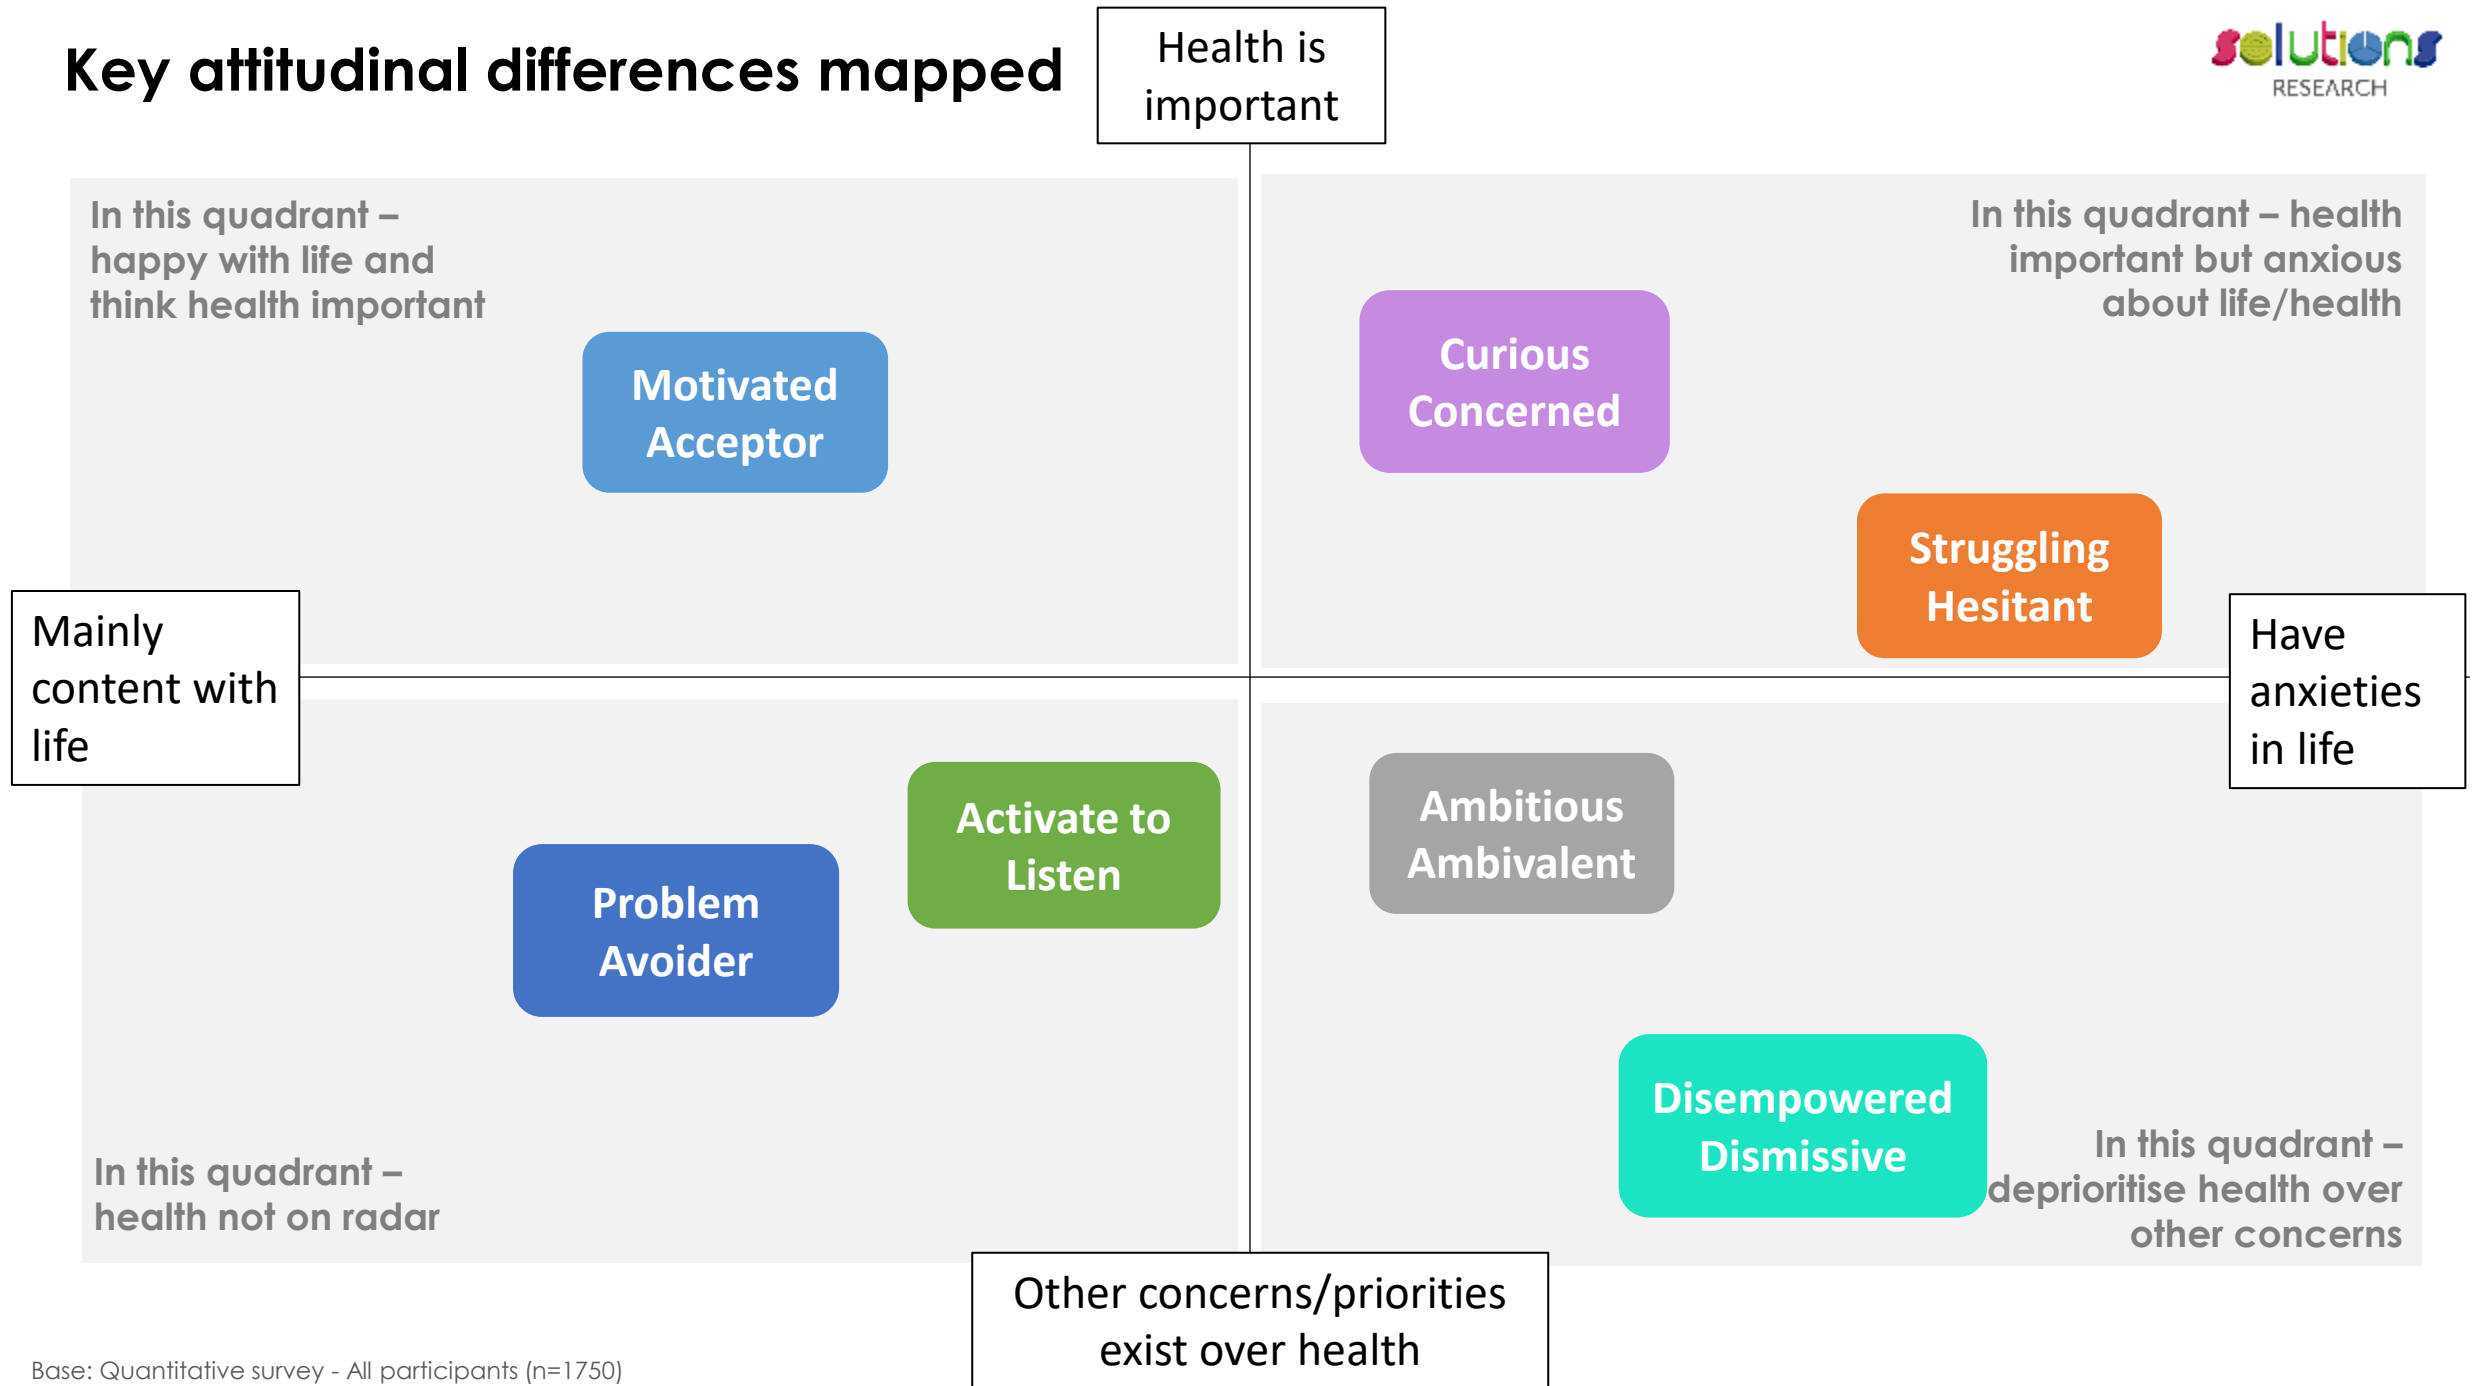 Key attitudinal differences mapped
Health is
important
solutions
RESEARCH
In this quadrant –
happy with life and
think health important
In this quadrant – health
important but anxious
about life/health
Motivated
Acceptor
Curious
Concerned
Struggling
Hesitant
Mainly
content with
life
Have
anxieties
in life
Activate to
Listen
Problem
Avoider
Ambitious
Ambivalent
Disempowered
Dismissive
In this quadrant –
health not on radar
In this quadrant –
deprioritise health over
other concerns
Other concerns/priorities
exist over health
Base: Quantitative survey - All participants (n=1750)